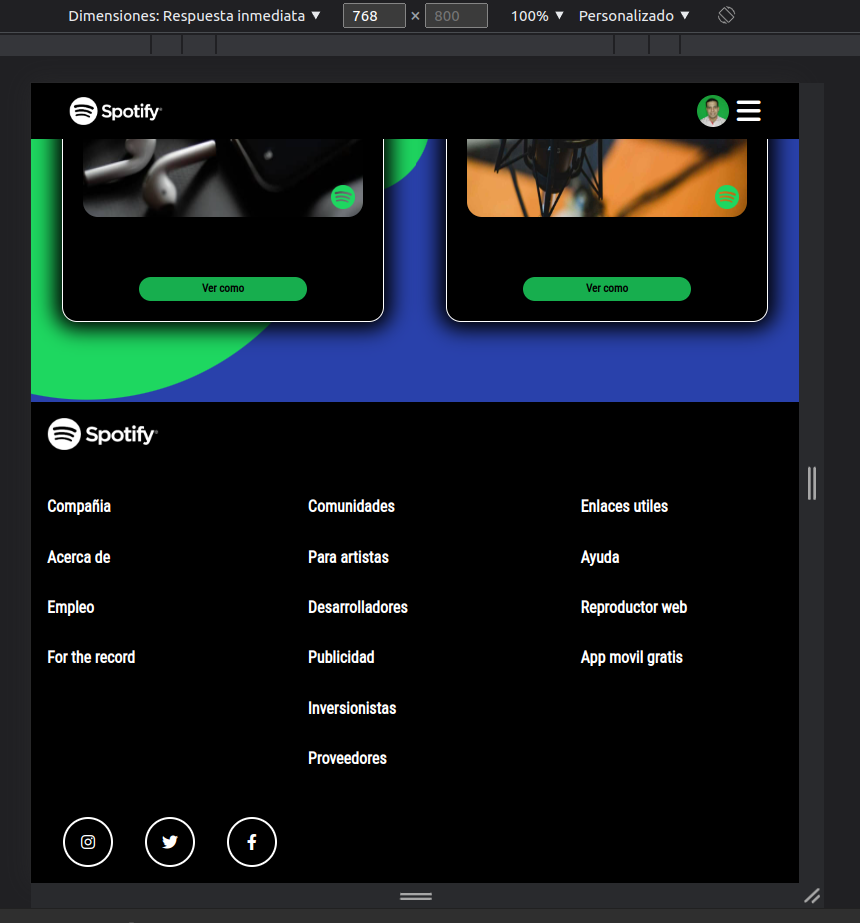 Dimensiones: Respuesta inmediata ▼ 768 × 800 100% ▼ Personalizado ▼
Spotify
Ver como Ver como
Spotify
Compañia Comunidades Enlaces utiles
Acerca de Para artistas Ayuda
Empleo Desarrolladores Reproductor web
For the record Publicidad App movil gratis
Inversionistas
Proveedores